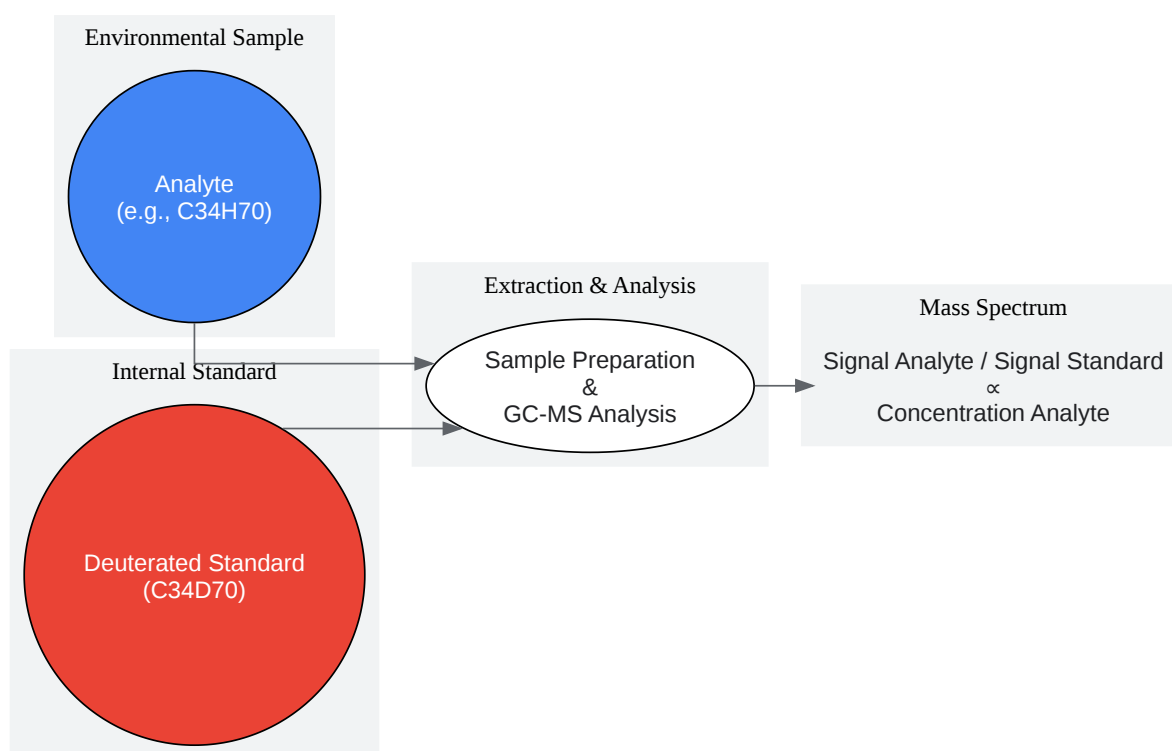 Environmental Sample
Analyte
(e.g., C34H70)
Internal Standard
Deuterated Standard
(C34D70)
Extraction & Analysis
Sample Preparation
&
GC-MS Analysis
Mass Spectrum
Signal Analyte / Signal Standard
∝
Concentration Analyte